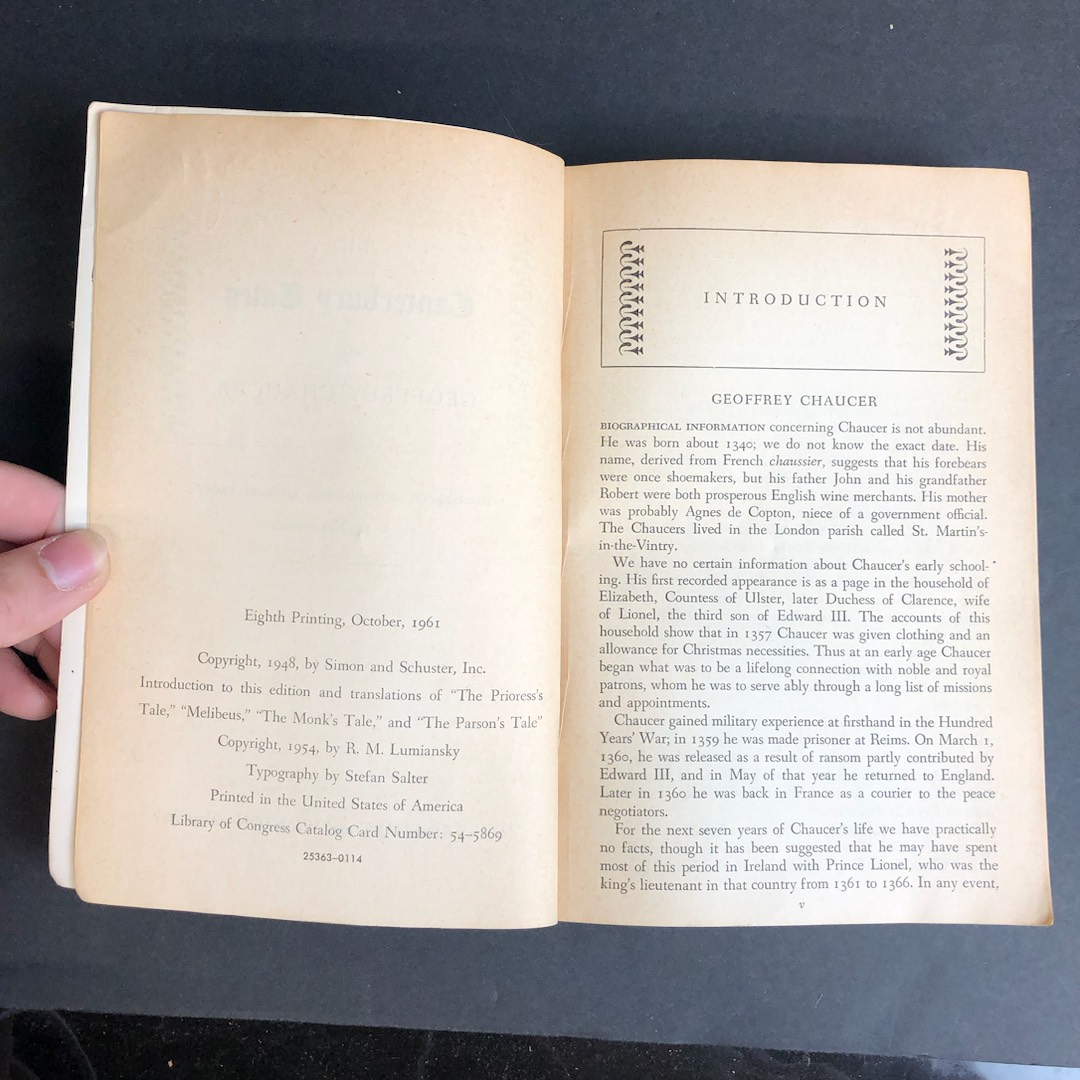 Eighth Printing, October, 1961
Copyright, 1948, by Simon and Schuster, Inc.
Introduction to this edition and translations of “The Prioress’s
Tale,” “Melibeus,” “The Monk’s Tale,” and “The Parson’s Tale”
Copyright, 1954, by R. M. Lumiansky
Typography by Stefan Salter
Printed in the United States of America
Library of Congress Catalog Card Number: 54–5869
25363–0114
INTRODUCTION
GEOFFREY CHAUCER
BIOGRAPHICAL INFORMATION concerning Chaucer is not abundant.
He was born about 1340; we do not know the exact date. His
name, derived from French chaussier, suggests that his forebears
were once shoemakers, but his father John and his grandfather
Robert were both prosperous English wine merchants. His mother
was probably Agnes de Copton, niece of a government official.
The Chaucers lived in the London parish called St. Martin’s-
in-the-Vintry.
We have no certain information about Chaucer’s early school-
ing. His first recorded appearance is as a page in the household of
Elizabeth, Countess of Ulster, later Duchess of Clarence, wife
of Lionel, the third son of Edward III. The accounts of this
household show that in 1357 Chaucer was given clothing and an
allowance for Christmas necessities. Thus at an early age Chaucer
began what was to be a lifelong connection with noble and royal
patrons, whom he was to serve ably through a long list of missions
and appointments.
Chaucer gained military experience at firsthand in the Hundred
Years’ War; in 1359 he was made prisoner at Reims. On March 1,
1360, he was released as a result of ransom partly contributed by
Edward III, and in May of that year he returned to England.
Later in 1360 he was back in France as a courier to the peace
negotiators.
For the next seven years of Chaucer’s life we have practically
no facts, though it has been suggested that he may have spent
most of this period in Ireland with Prince Lionel, who was the
king’s lieutenant in that country from 1361 to 1366. In any event,
v